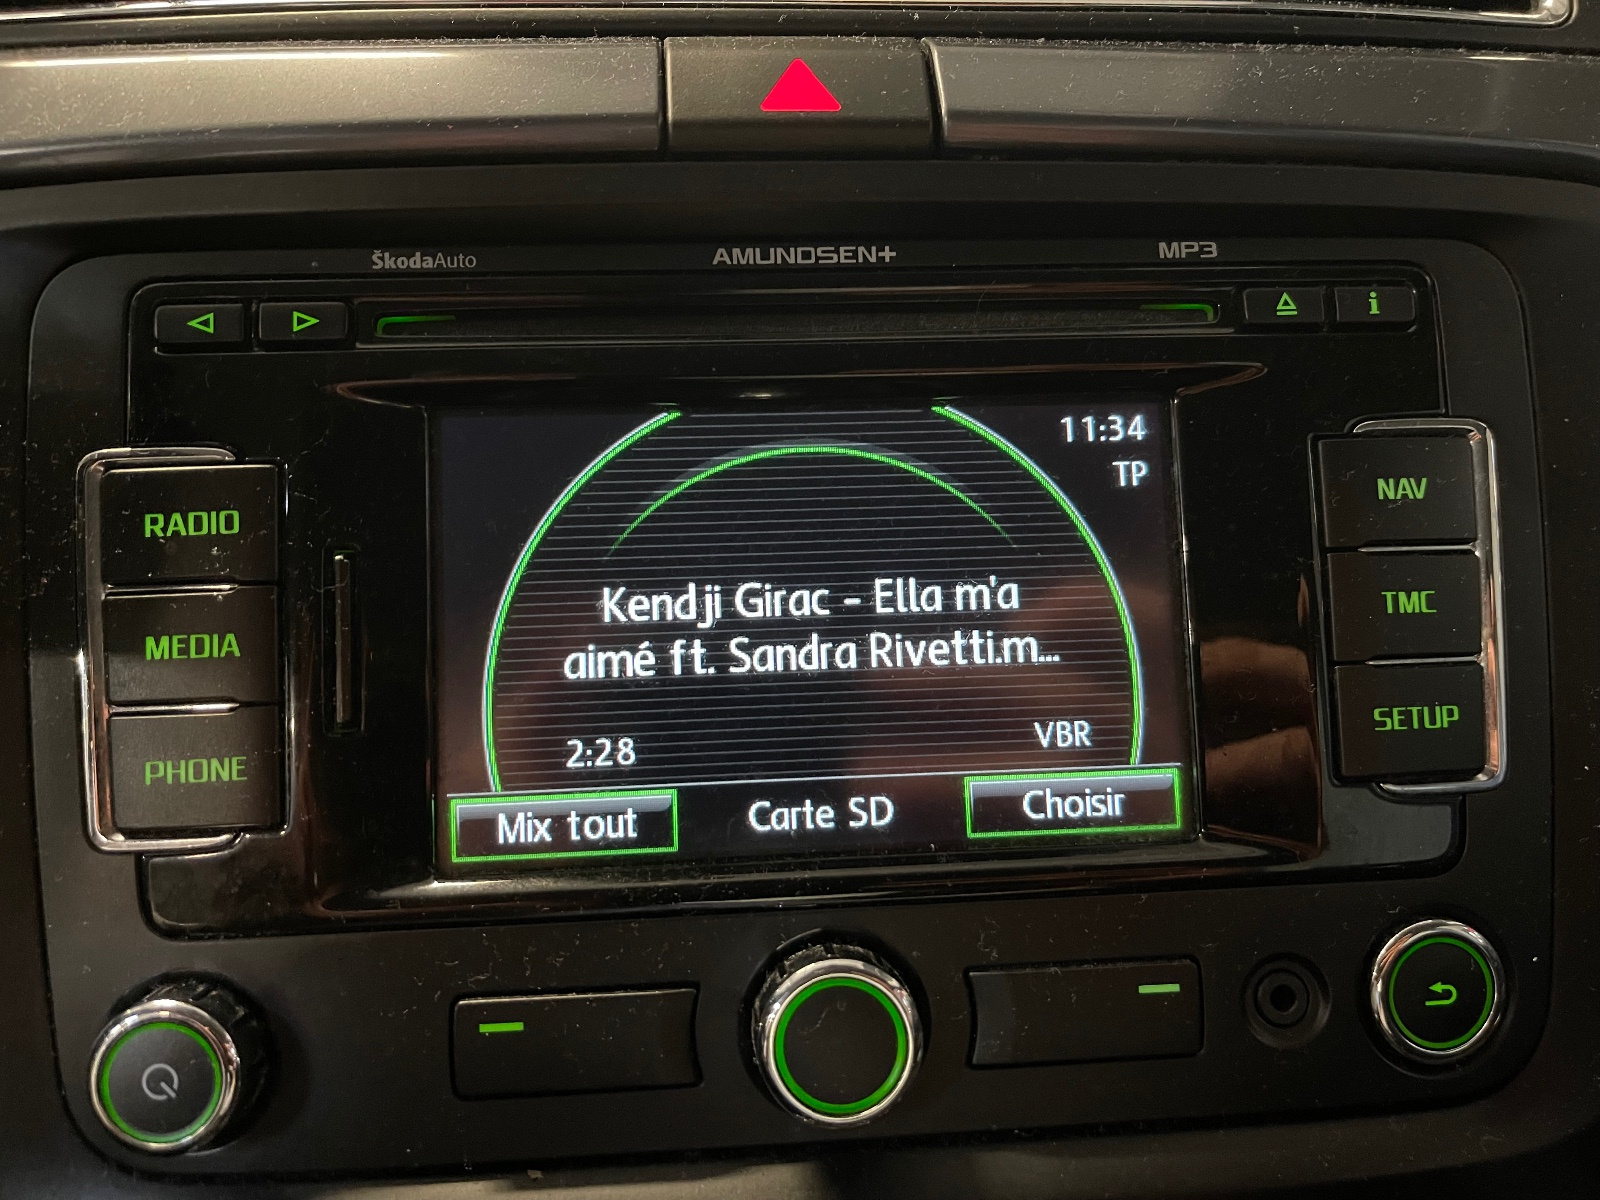 ŠkodaAuto
AMUNDSEN+
MP3
i
RADIO
MEDIA
PHONE
11:34
TP
Kendji Girac - Ella m'a
aimé ft. Sandra Rivetti.m...
2:28
VBR
Mix tout
Carte SD
Choisir
NAV
TMC
SETUP